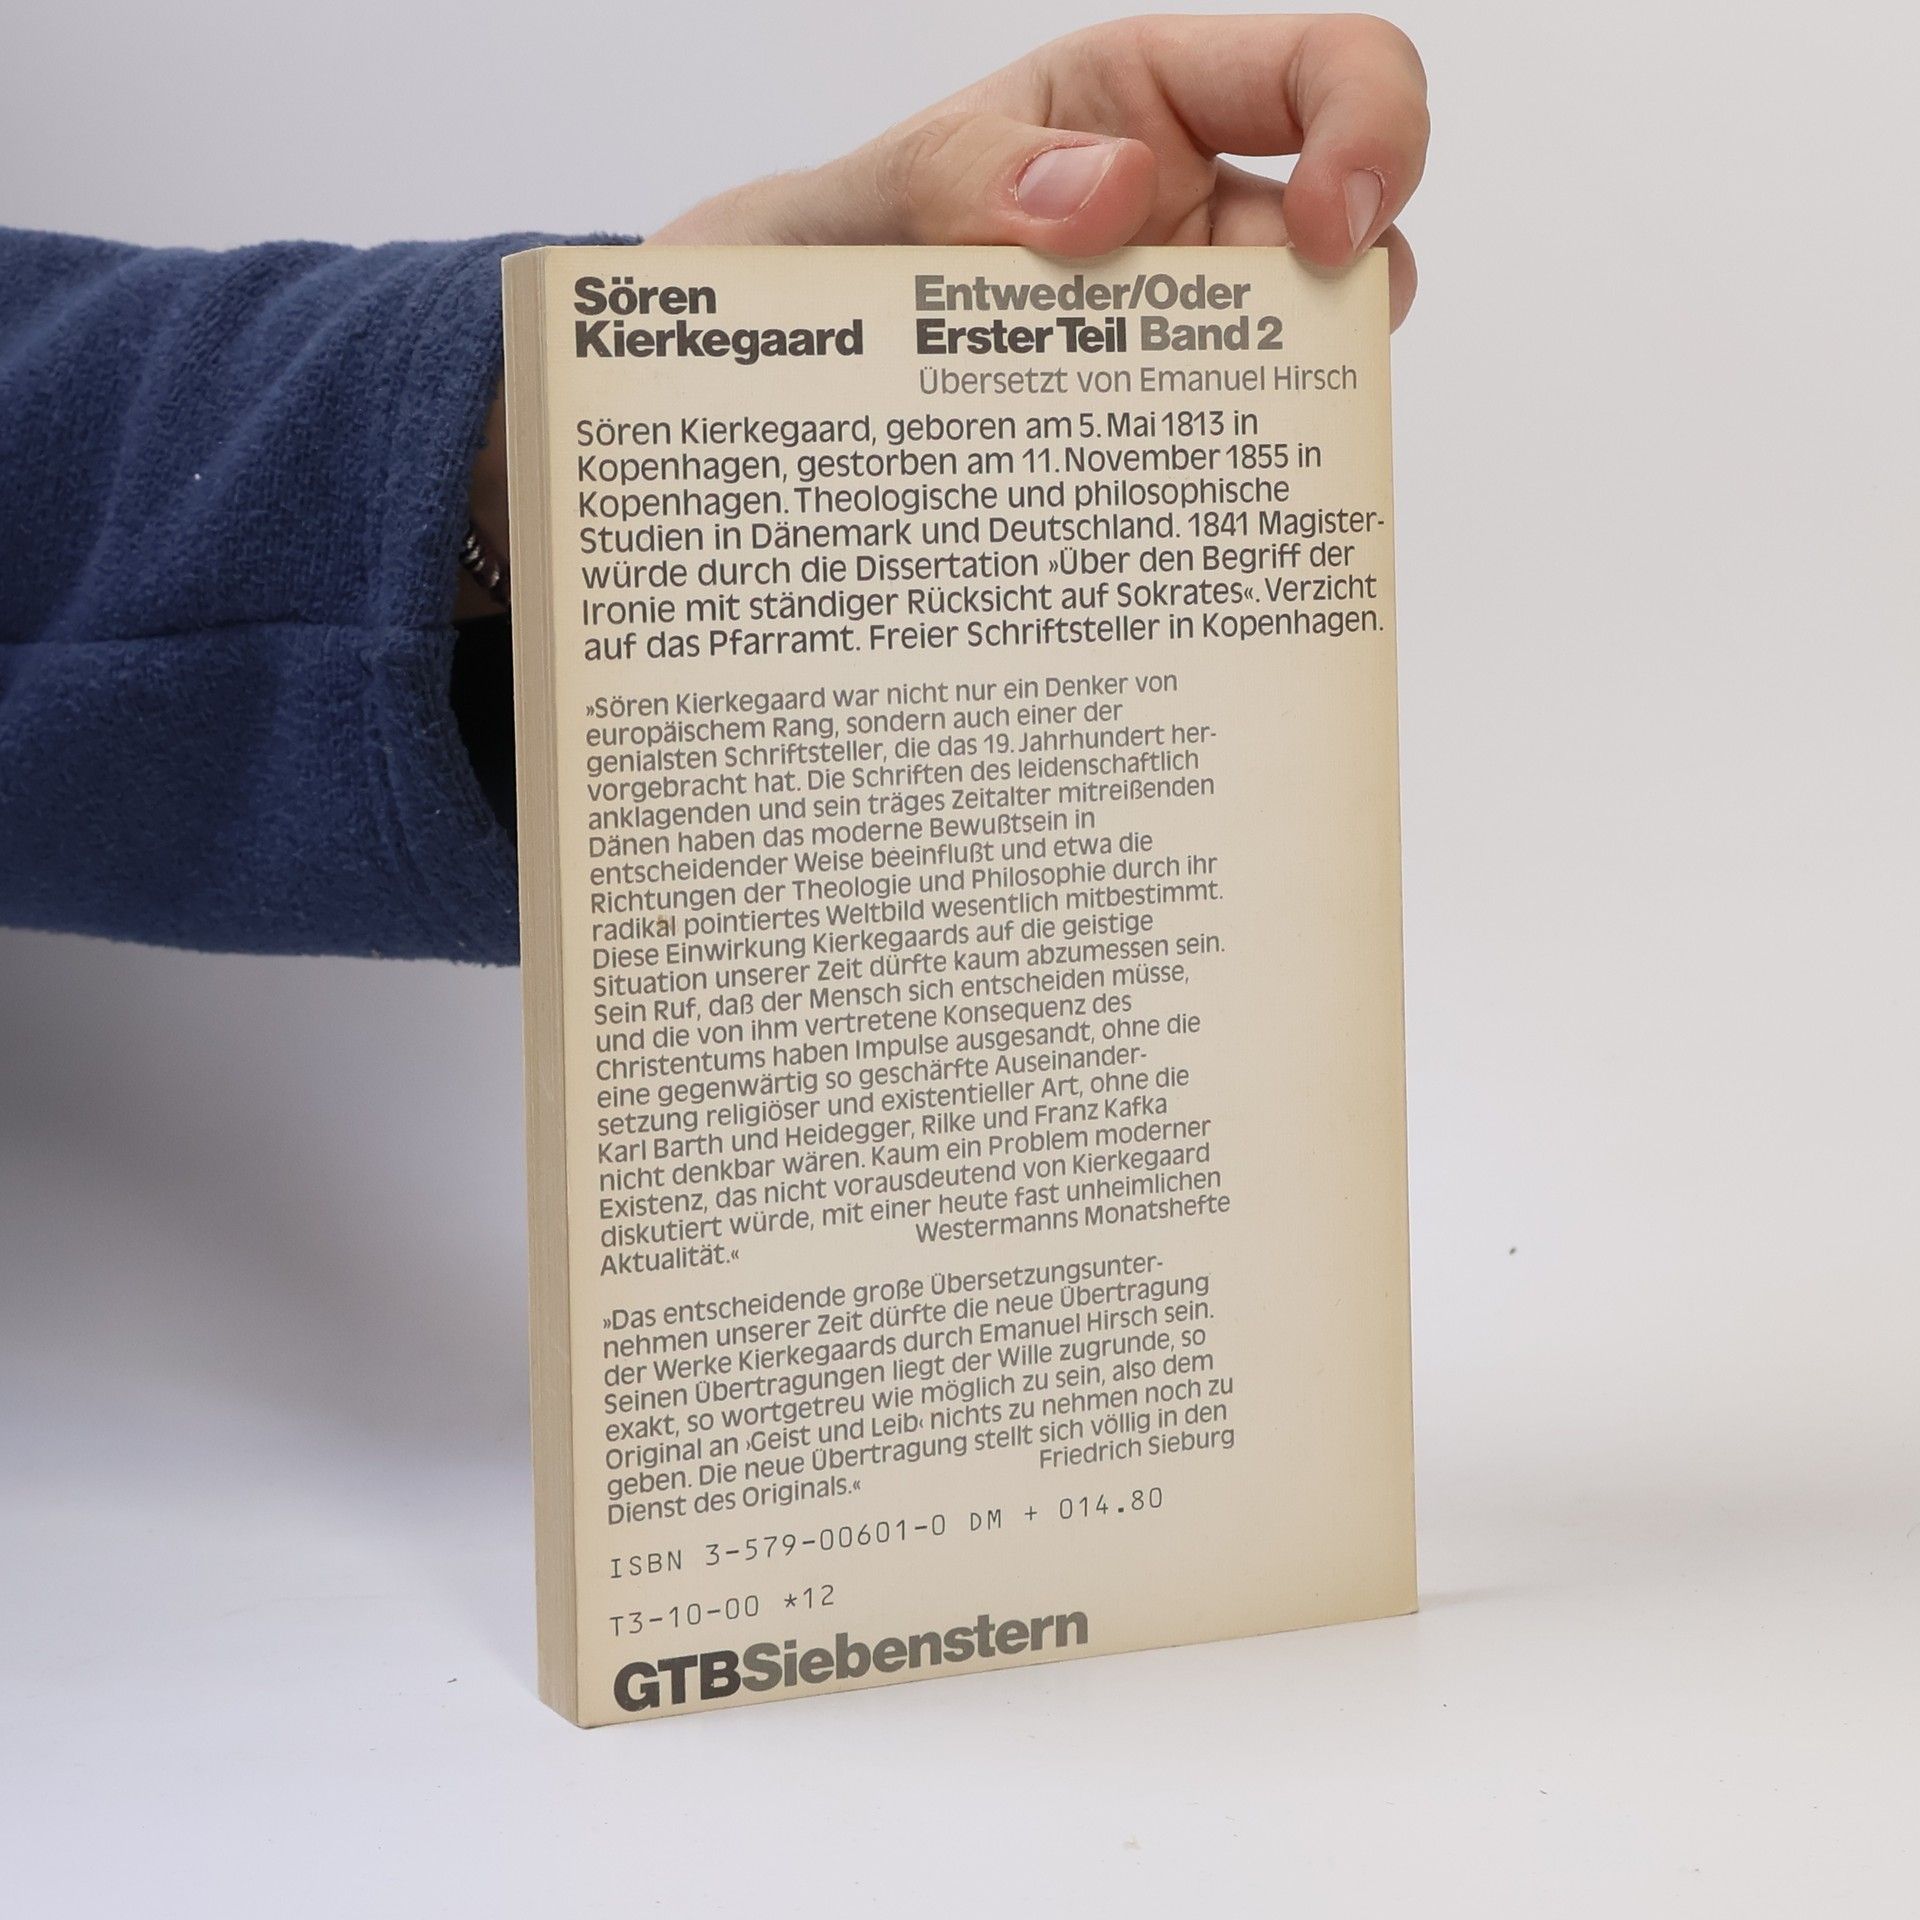 Sören
Kierkegaard
Entweder/Oder
Erster Teil Band 2
Übersetzt von Emanuel Hirsch
Sören Kierkegaard, geboren am 5. Mai 1813 in
Kopenhagen, gestorben am 11. November 1855 in
Kopenhagen. Theologische und philosophische
Studien in Dänemark und Deutschland. 1841 Magister-
würde durch die Dissertation »Über den Begriff der
Ironie mit ständiger Rücksicht auf Sokrates«. Verzicht
auf das Pfarramt. Freier Schriftsteller in Kopenhagen.
»Sören Kierkegaard war nicht nur ein Denker von
europäischem Rang, sondern auch einer der
genialsten Schriftsteller, die das 19. Jahrhundert her-
vorgebracht hat. Die Schriften des leidenschaftlich
anklagenden und sein träges Zeitalter mitreißenden
Dänen haben das moderne Bewußtsein in
entscheidender Weise beeinflußt und etwa die
Richtungen der Theologie und Philosophie durch ihr
radikal pointiertes Weltbild wesentlich mitbestimmt.
Diese Einwirkung Kierkegaards auf die geistige
Situation unserer Zeit dürfte kaum abzumessen sein.
Sein Ruf, daß der Mensch sich entscheiden müsse,
und die von ihm vertretene Konsequenz des
Christentums haben Impulse ausgesandt, ohne die
eine gegenwärtig so geschärfte Auseinander-
setzung religiöser und existentieller Art, ohne die
Karl Barth und Heidegger, Rilke und Franz Kafka
nicht denkbar wären. Kaum ein Problem moderner
Existenz, das nicht vorausdeutend von Kierkegaard
diskutiert würde, mit einer heute fast unheimlichen
Aktualität.« Westermanns Monatshefte
»Das entscheidende große Übersetzungsunter-
nehmen unserer Zeit dürfte die neue Übertragung
der Werke Kierkegaards durch Emanuel Hirsch sein.
Seinen Übertragungen liegt der Wille zugrunde, so
exakt, so wortgetreu wie möglich zu sein, also dem
Original an ›Geist und Leib‹ nichts zu nehmen noch zu
geben. Die neue Übertragung stellt sich völlig in den
Dienst des Originals.« Friedrich Sieburg
ISBN 3-579-00601-0 DM + 014.80
T3-10-00 *12
GTBSiebenstern